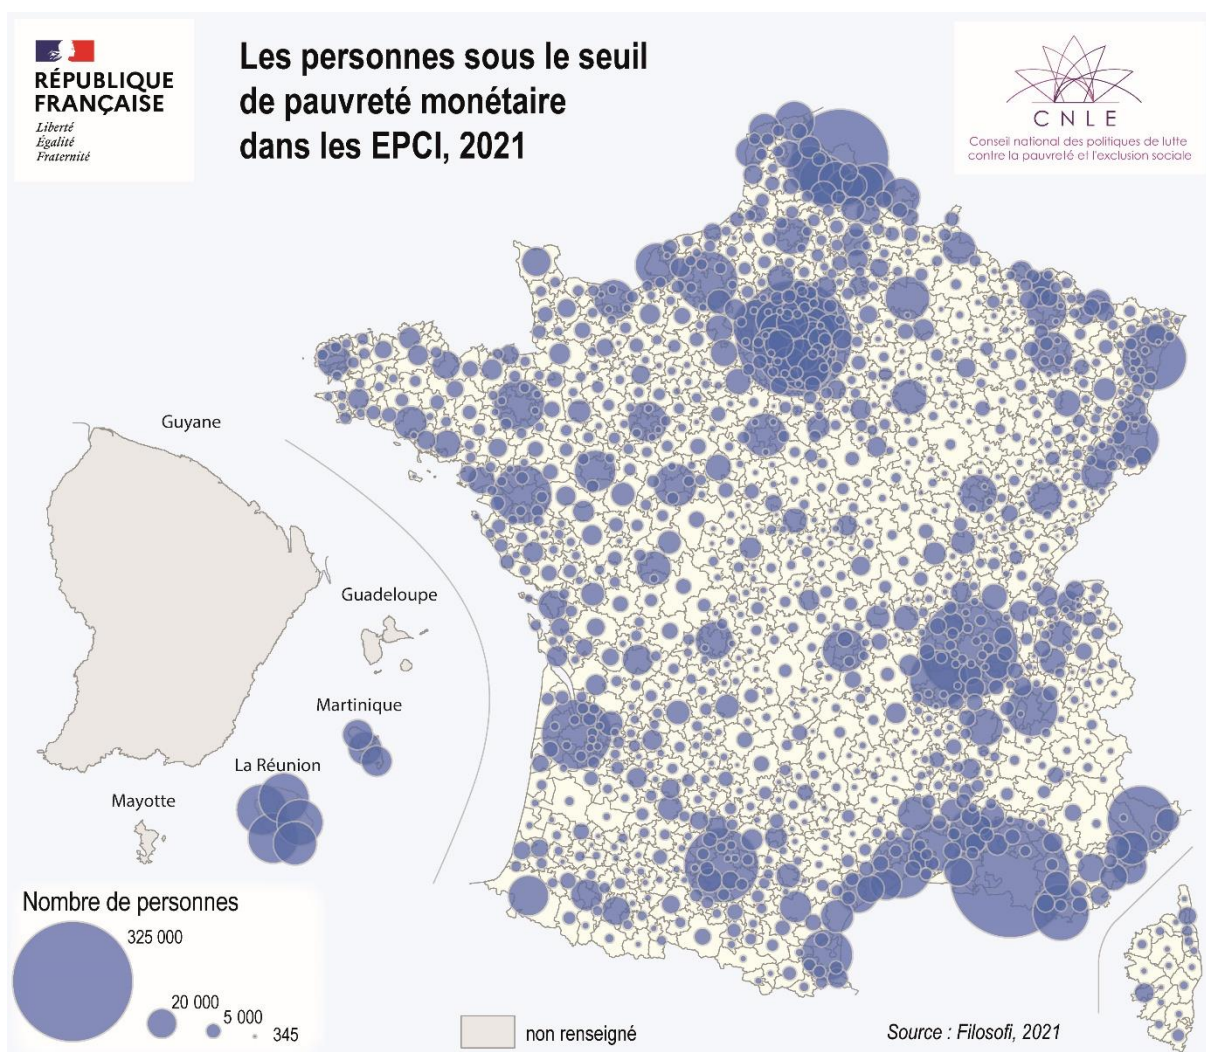 RÉPUBLIQUE
FRANÇAISE
Liberté
Égalité
Fraternité
Les personnes sous le seuil
de pauvreté monétaire
dans les EPCI, 2021
CNLE
Conseil national des politiques de lutte
contre la pauvreté et l'exclusion sociale
Guyane
Guadeloupe
Martinique
La Réunion
Mayotte
Nombre de personnes
325 000
20 000
5 000
345
non renseigné
Source : Filosofi, 2021